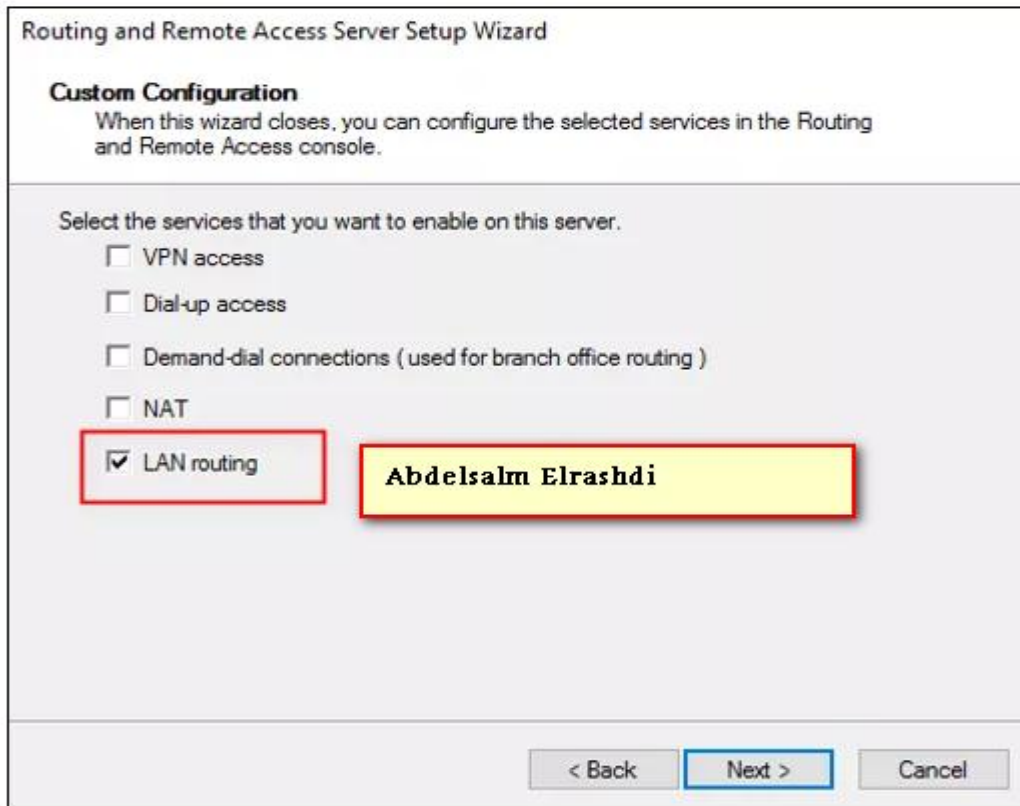 Routing and Remote Access Server Setup Wizard
Custom Configuration
When this wizard closes, you can configure the selected services in the Routing
and Remote Access console.
Select the services that you want to enable on this server.
VPN access
Dial-up access
Demand-dial connections ( used for branch office routing )
NAT
LAN routing
Abdelsalm Elrashdi
< Back
Next >
Cancel